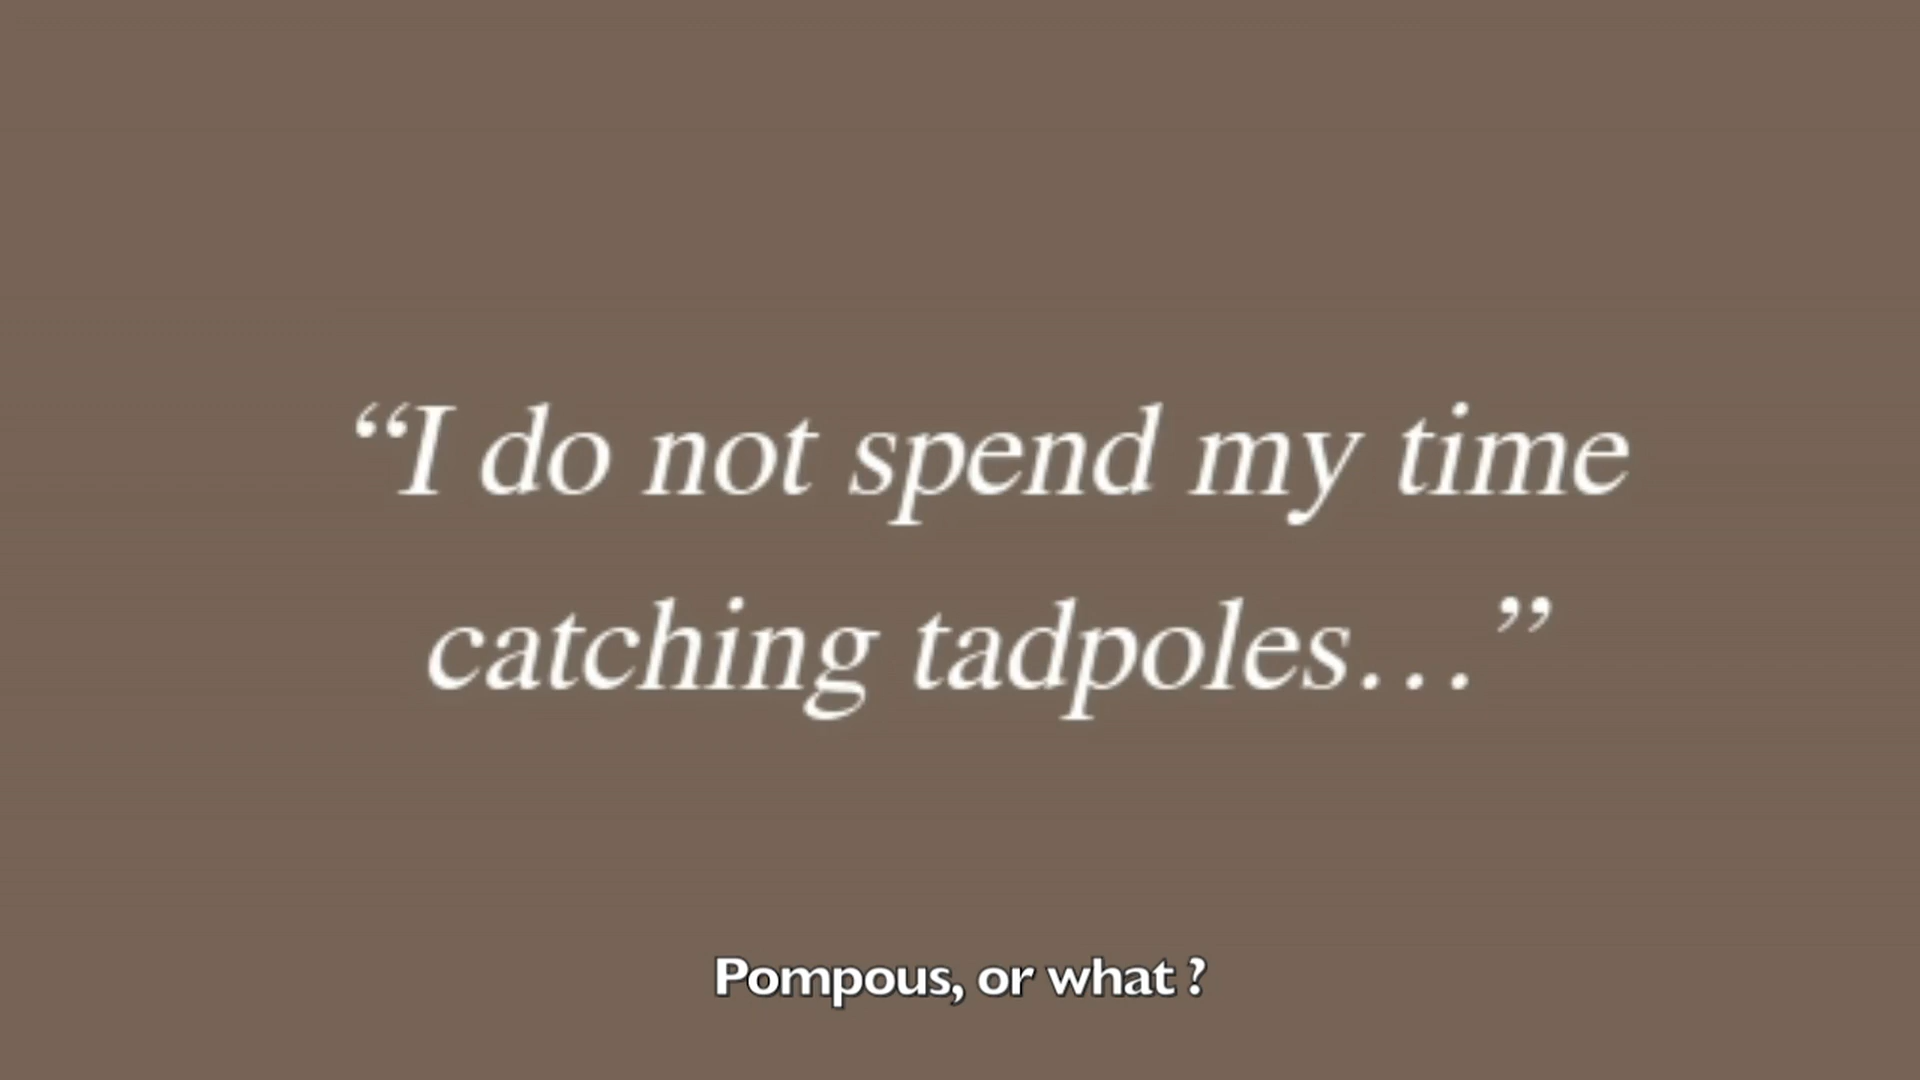 “I do not spend my time
catching tadpoles…”
Pompous, or what ?